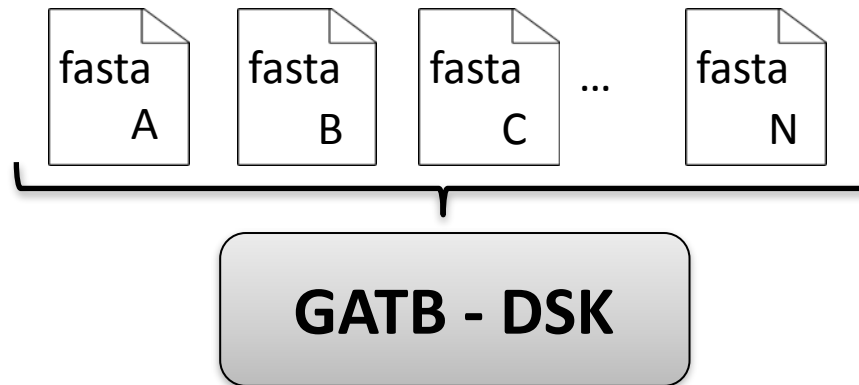 fasta A
fasta B
fasta C
...
fasta N
GATB - DSK